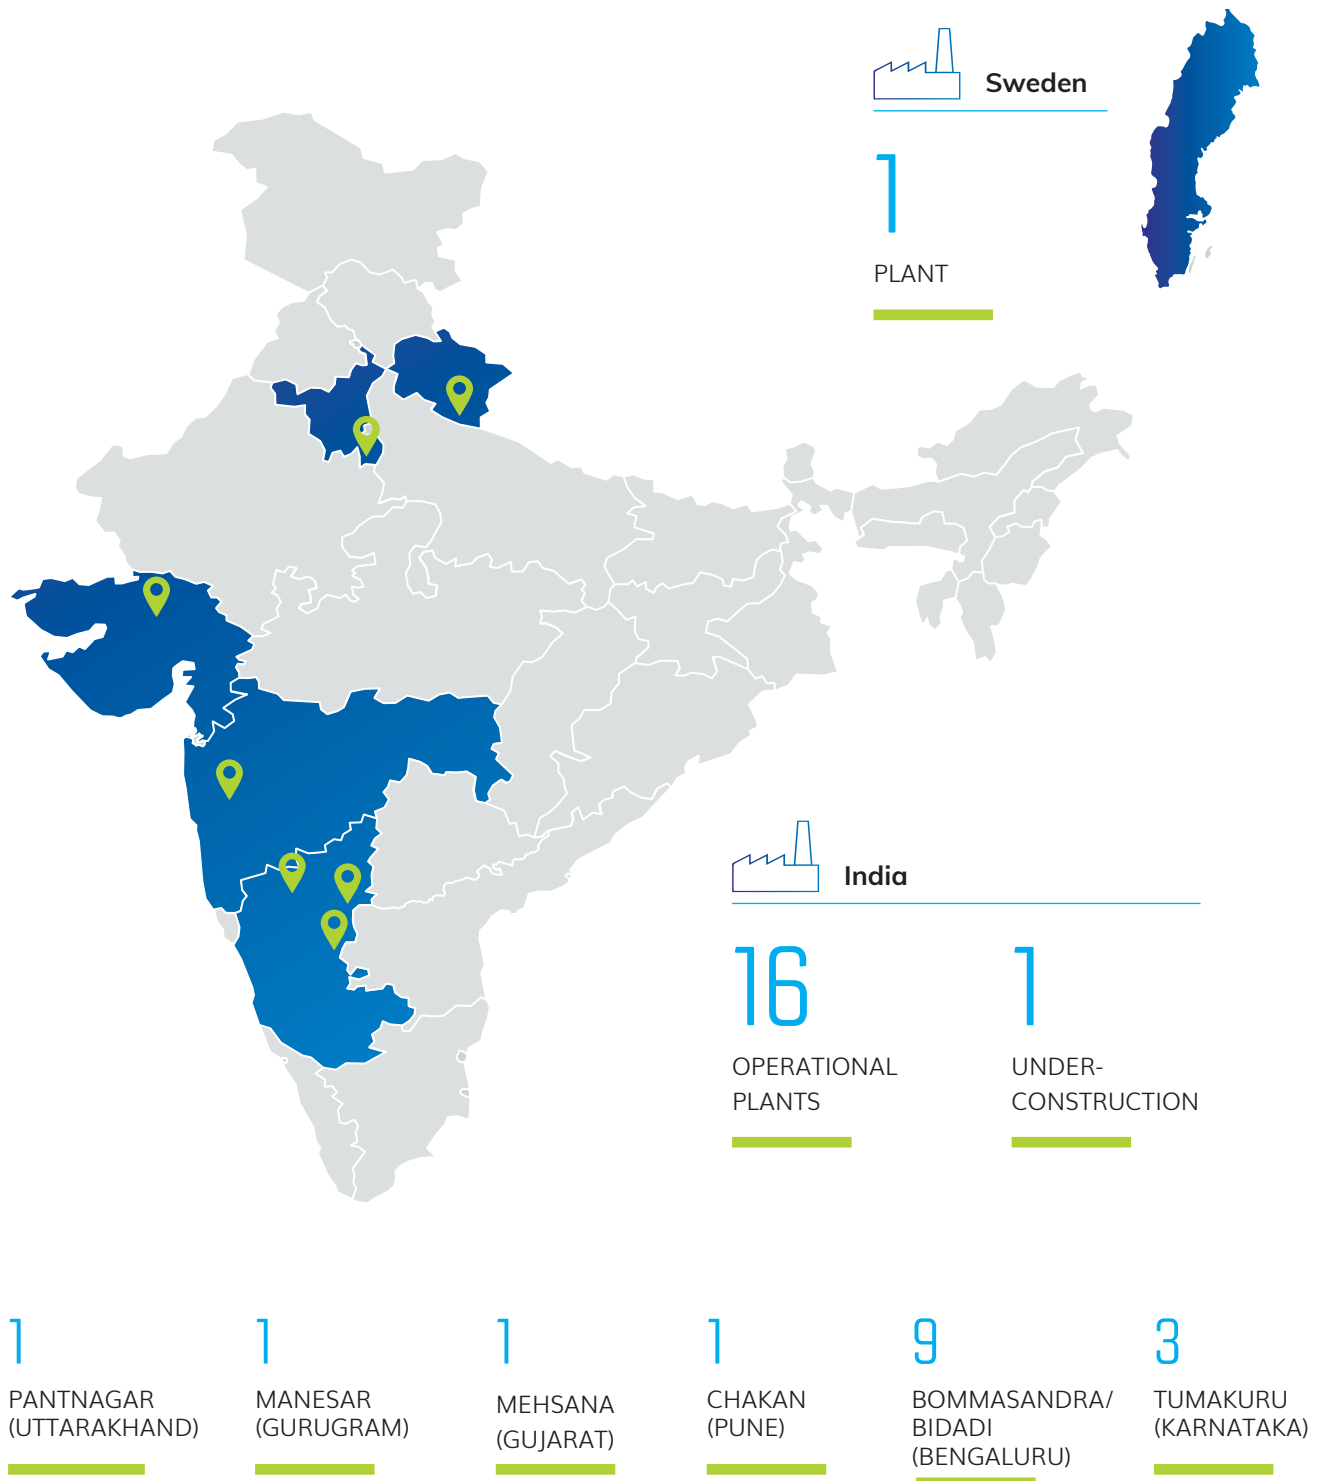 Sweden
1
PLANT
India
16
OPERATIONAL
PLANTS
1
UNDER-
CONSTRUCTION
1
PANTNAGAR
(UTTARAKHAND)
1
MANESAR
(GURUGRAM)
1
MEHSANA
(GUJARAT)
1
CHAKAN
(PUNE)
9
BOMMASANDRA/
BIDADI
(BENGALURU)
3
TUMAKURU
(KARNATAKA)